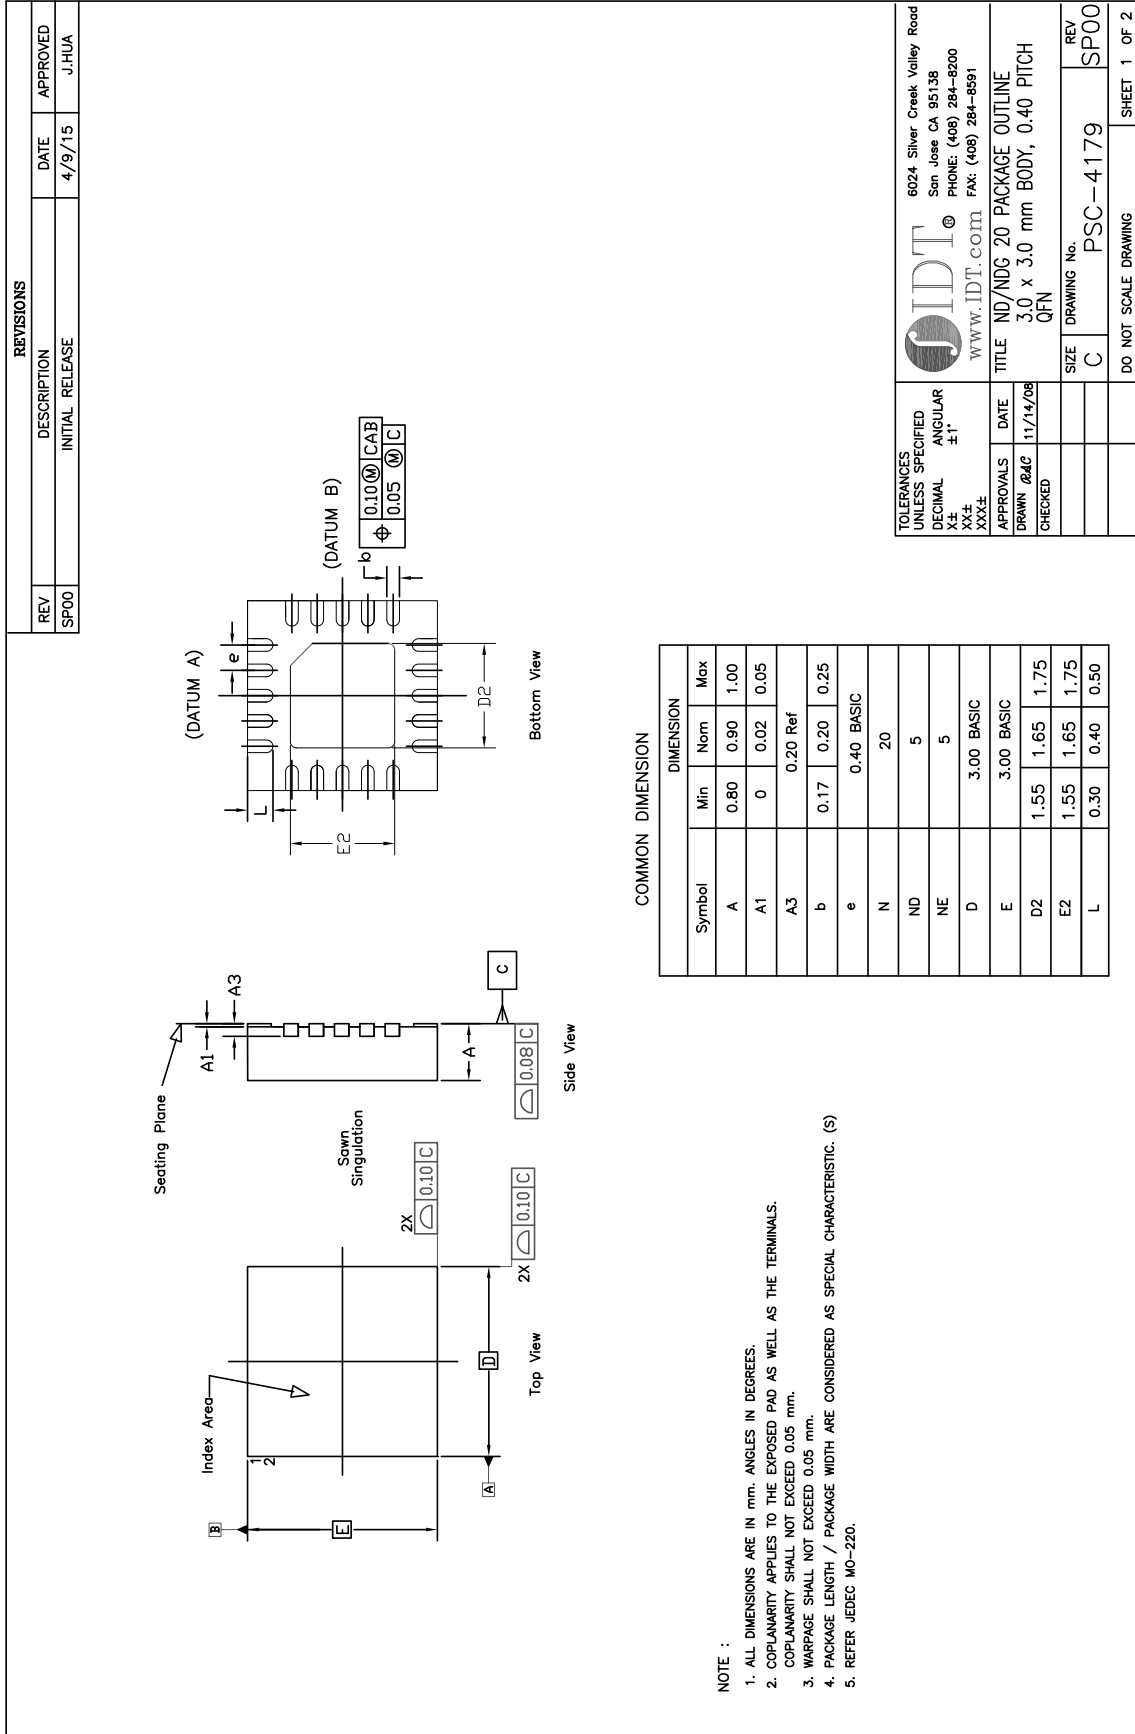 REVISIONS
REV DESCRIPTION DATE APPROVED
SP00 INITIAL RELEASE 4/9/15 J.HUA
Index Area
1
2
B
E
A
D
2X 0.10 C
2X 0.10 C
Top View
Sawn
Singulation
Seating Plane
A1
A3
A
C
0.08 C
Side View
(DATUM A)
(DATUM B)
e
L
E2
D2
b
0.10 M CAB
0.05 M C
Bottom View
NOTE :
1. ALL DIMENSIONS ARE IN mm. ANGLES IN DEGREES.
2. COPLANARITY APPLIES TO THE EXPOSED PAD AS WELL AS THE TERMINALS.
COPLANARITY SHALL NOT EXCEED 0.05 mm.
3. WARPAGE SHALL NOT EXCEED 0.05 mm.
4. PACKAGE LENGTH / PACKAGE WIDTH ARE CONSIDERED AS SPECIAL CHARACTERISTIC. (S)
5. REFER JEDEC MO-220.
COMMON DIMENSION
Symbol DIMENSION
Min Nom Max
A 0.80 0.90 1.00
A1 0 0.02 0.05
A3 0.20 Ref
b 0.17 0.20 0.25
e 0.40 BASIC
N 20
ND 5
NE 5
D 3.00 BASIC
E 3.00 BASIC
D2 1.55 1.65 1.75
E2 1.55 1.65 1.75
L 0.30 0.40 0.50
TOLERANCES
UNLESS SPECIFIED
DECIMAL ANGULAR
X± ±1°
XX±
XXX±
APPROVALS DATE
DRAWN RAC 11/14/08
CHECKED
IDT®
www.IDT.com
6024 Silver Creek Valley Road
San Jose CA 95138
PHONE: (408) 284-8200
FAX: (408) 284-8591
TITLE ND/NDG 20 PACKAGE OUTLINE
3.0 x 3.0 mm BODY, 0.40 PITCH
QFN
SIZE DRAWING No. REV
C PSC-4179 SP00
DO NOT SCALE DRAWING SHEET 1 OF 2